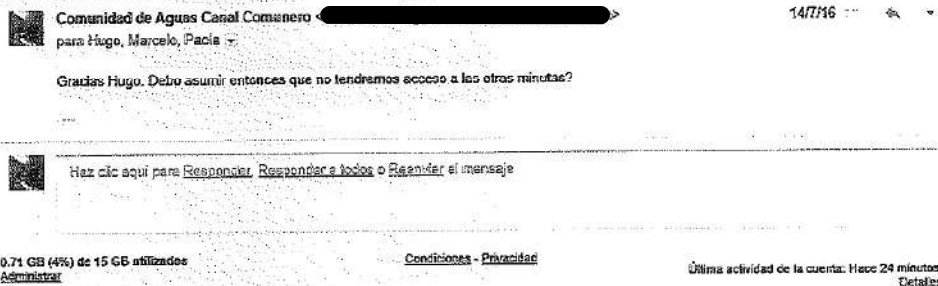 Comunidad de Aguas Canal Comunero < > 14/7/16
para Hugo, Marcelo, Paola
Gracias Hugo. Debo asumir entonces que no tendremos acceso a las otras minutas?
...
Haz clic aquí para Responder, Responder a todos o Reenviar el mensaje
0.71 GB (4%) de 15 GB utilizados
Administrar
Condiciones - Privacidad
Última actividad de la cuenta: Hace 24 minutos
Detalles